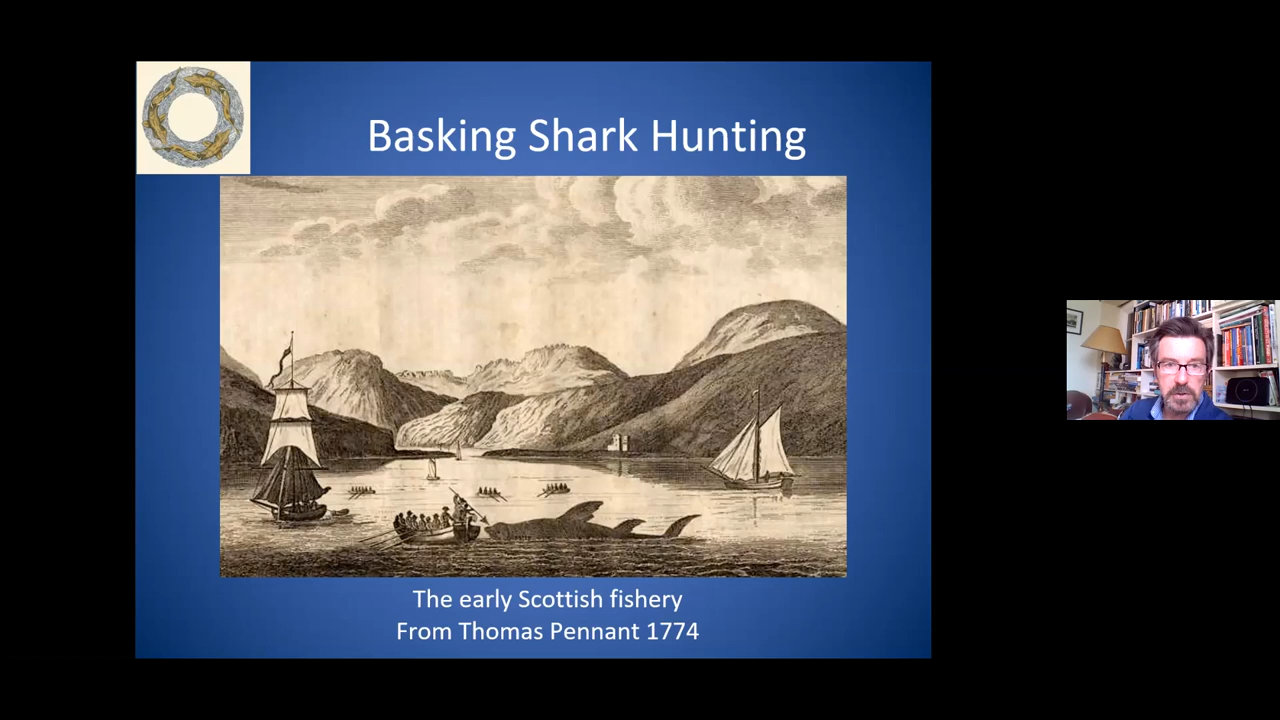 Basking Shark Hunting
The early Scottish fishery
From Thomas Pennant 1774